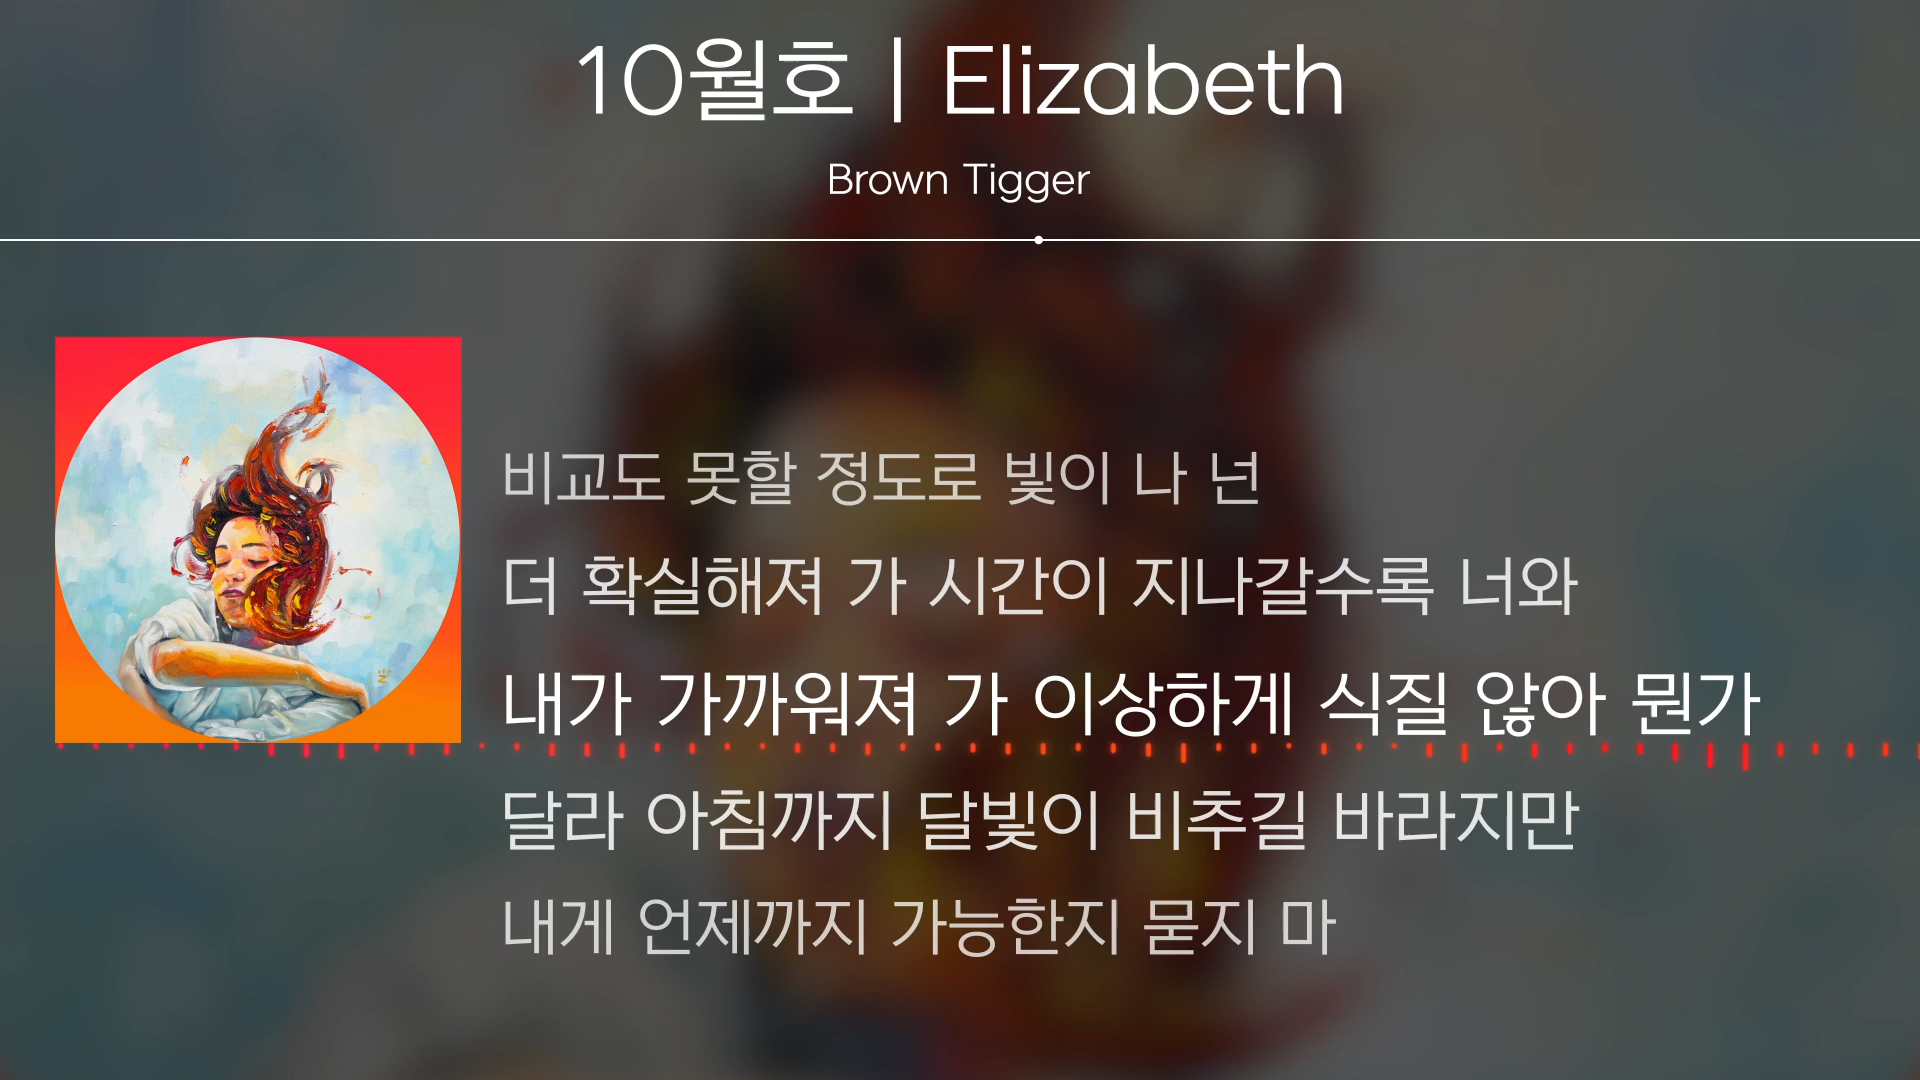 10월호 | Elizabeth
Brown Tigger
비교도 못할 정도로 빛이 나 넌
더 확실해져 가 시간이 지나갈수록 너와
내가 가까워져 가 이상하게 식질 않아 뭔가
달라 아침까지 달빛이 비추길 바라지만
내게 언제까지 가능한지 묻지 마